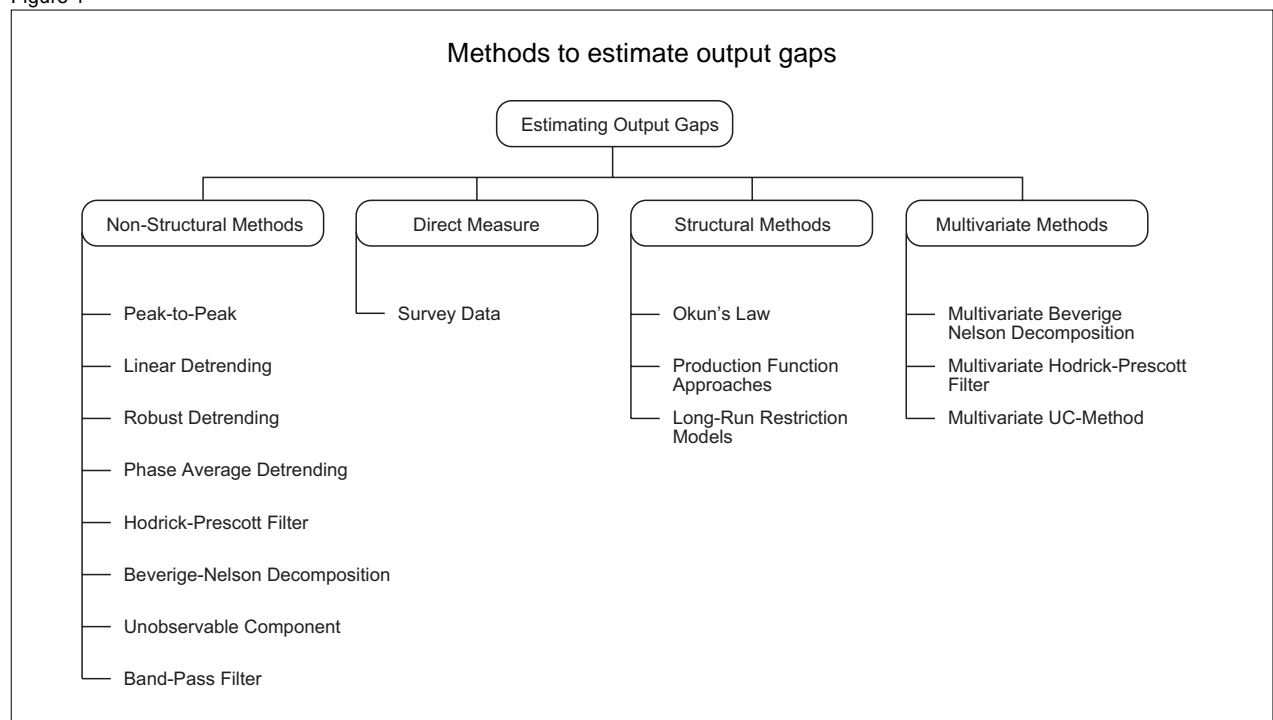 Methods to estimate output gaps
Estimating Output Gaps
Non-Structural Methods
Peak-to-Peak
Linear Detrending
Robust Detrending
Phase Average Detrending
Hodrick-Prescott Filter
Beverige-Nelson Decomposition
Unobservable Component
Band-Pass Filter
Direct Measure
Survey Data
Structural Methods
Okun's Law
Production Function
Approaches
Long-Run Restriction
Models
Multivariate Methods
Multivariate Beverige
Nelson Decomposition
Multivariate Hodrick-Prescott
Filter
Multivariate UC-Method